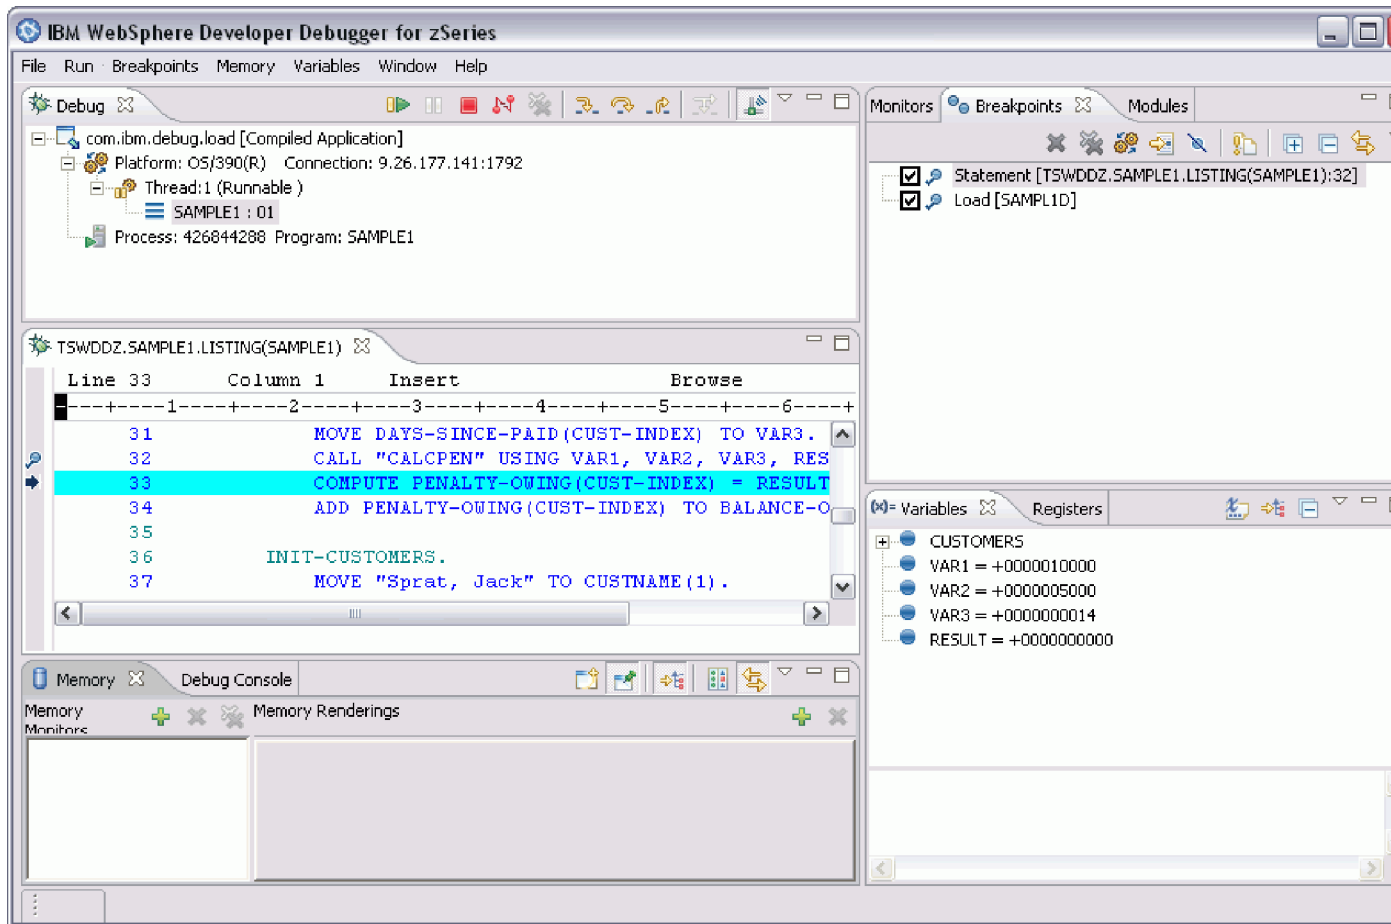 IBM WebSphere Developer Debugger for zSeries
File Run Breakpoints Memory Variables Window Help
Debug
com.ibm.debug.load [Compiled Application]
Platform: OS/390(R) Connection: 9.26.177.141:1792
Thread:1 (Runnable )
SAMPLE1 : 01
Process: 426844288 Program: SAMPLE1
Monitors Breakpoints Modules
Statement [TSWDDZ.SAMPLE1.LISTING(SAMPLE1):32]
Load [SAMPL1D]
TSWDDZ.SAMPLE1.LISTING(SAMPLE1)
Line 33 Column 1 Insert Browse
----+----1----+----2----+----3----+----4----+----5----+----6----+
31 MOVE DAYS-SINCE-PAID(CUST-INDEX) TO VAR3.
32 CALL "CALCPEN" USING VAR1, VAR2, VAR3, RES
33 COMPUTE PENALTY-OWING(CUST-INDEX) = RESULT
34 ADD PENALTY-OWING(CUST-INDEX) TO BALANCE-O
35
36 INIT-CUSTOMERS.
37 MOVE "Sprat, Jack" TO CUSTNAME(1).
(x)= Variables Registers
CUSTOMERS
VAR1 = +0000010000
VAR2 = +0000005000
VAR3 = +0000000014
RESULT = +0000000000
Memory Debug Console
Memory Monitors
Memory Renderings